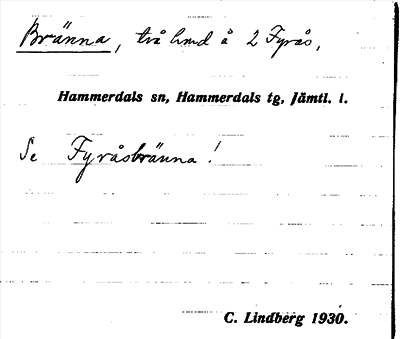 Bränna, två hmd å 2 Fyrås,
Hammerdals sn, Hammerdals tg, Jämtl. l.
Se Fyråsbränna!
C. Lindberg 1930.